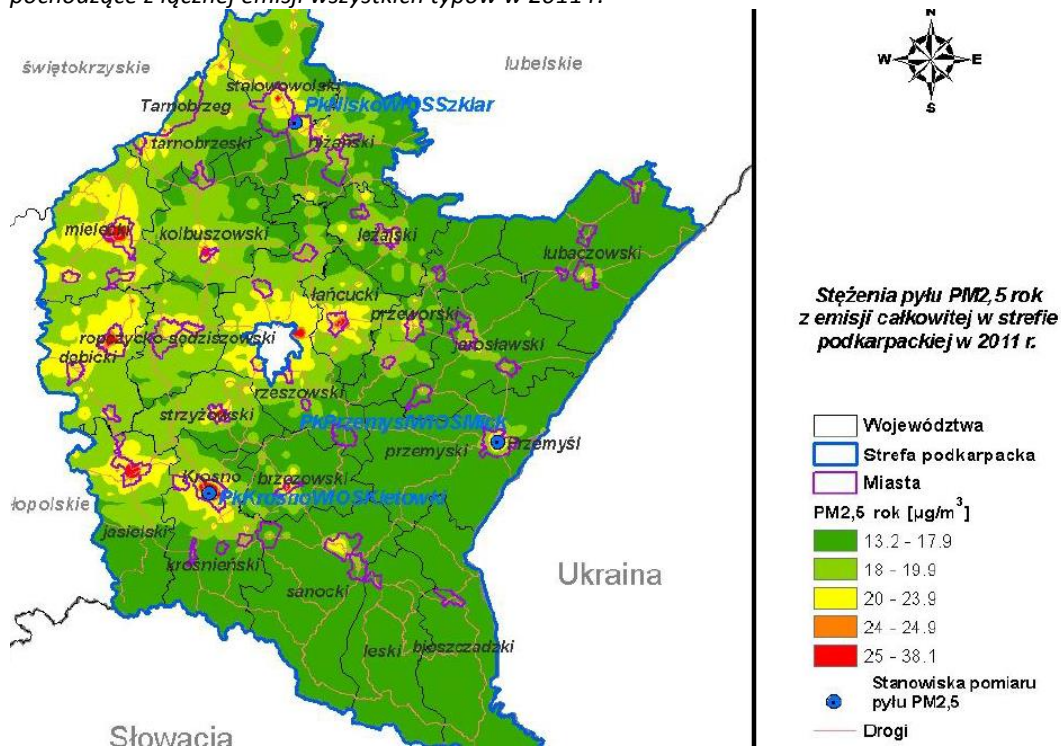 pochodzące z łącznej emisji wszystkich typów w 2011 r.
świętokrzyskie
lubelskie
N
W
E
S
stalowowolski
Tarnobrzeg
PkNiskoWIOSSzklar
tarnobrzeski
niżański
mielecki
kolbuszowski
leżajski
lubaczowski
łańcucki
przeworski
ropczycko-sędziszowski
jarosławski
dębicki
rzeszowski
strzyżowski
PkPrzemyslWIOSMick
przemyski
Przemyśl
Krosno
brzozowski
PkKrosnoWIOSKletowki
łopolskie
jasielski
krośnieński
sanocki
Ukraina
leski
bieszczadzki
Słowacja
Stężenia pyłu PM2,5 rok
z emisji całkowitej w strefie
podkarpackiej w 2011 r.
Województwa
Strefa podkarpacka
Miasta
PM2,5 rok [µg/m³]
13.2 - 17.9
18 - 19.9
20 - 23.9
24 - 24.9
25 - 38.1
Stanowiska pomiaru
pyłu PM2,5
Drogi